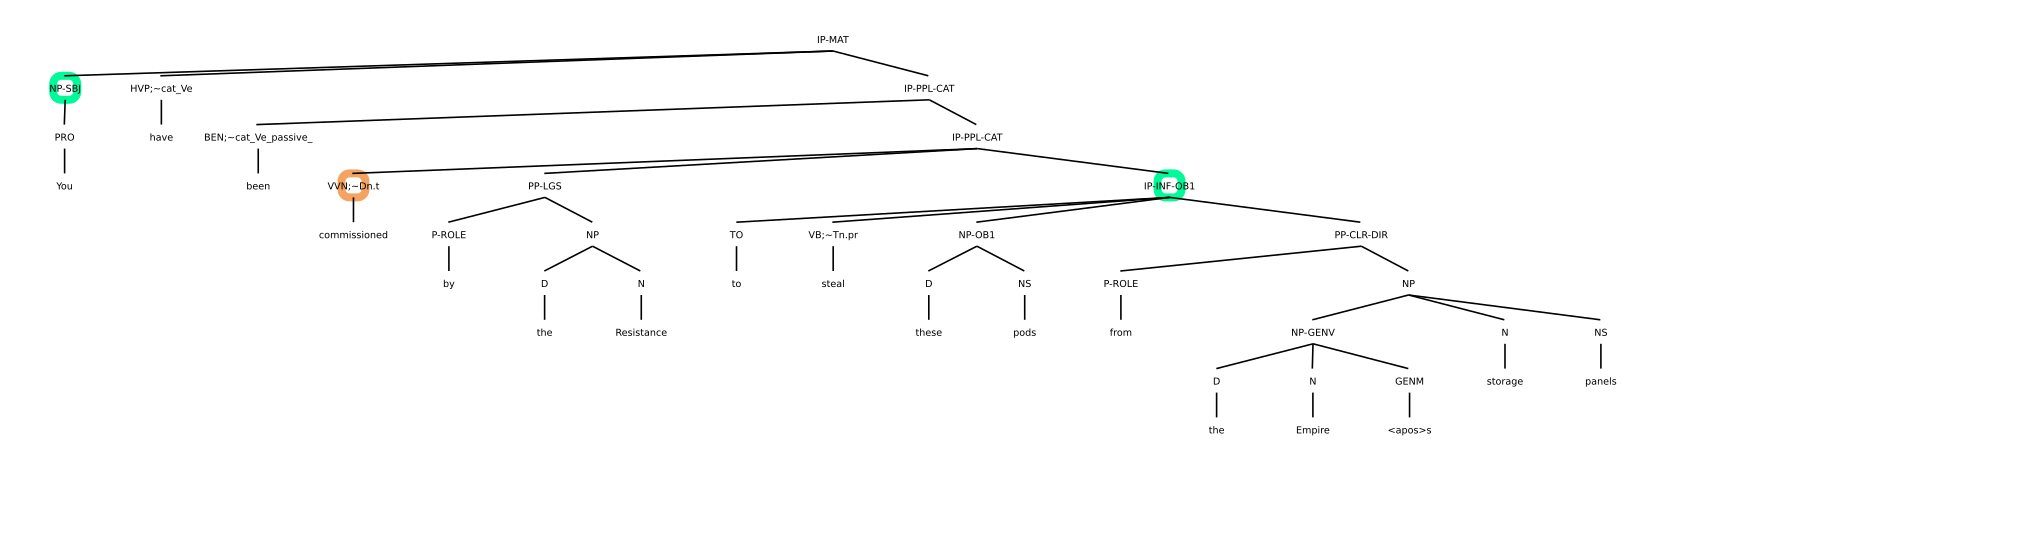 IP-MAT
NP-SBJ HVP;~cat_Ve IP-PPL-CAT
PRO have BEN;~cat_Ve_passive_ IP-PPL-CAT
You been VVN;~Dn.t PP-LGS IP-INF-OB1
commissioned P-ROLE NP TO VB;~Tn.pr NP-OB1 PP-CLR-DIR
by D N to steal D NS P-ROLE NP
the Resistance these pods from NP-GENV N NS
D N GENM storage panels
the Empire <apos>s